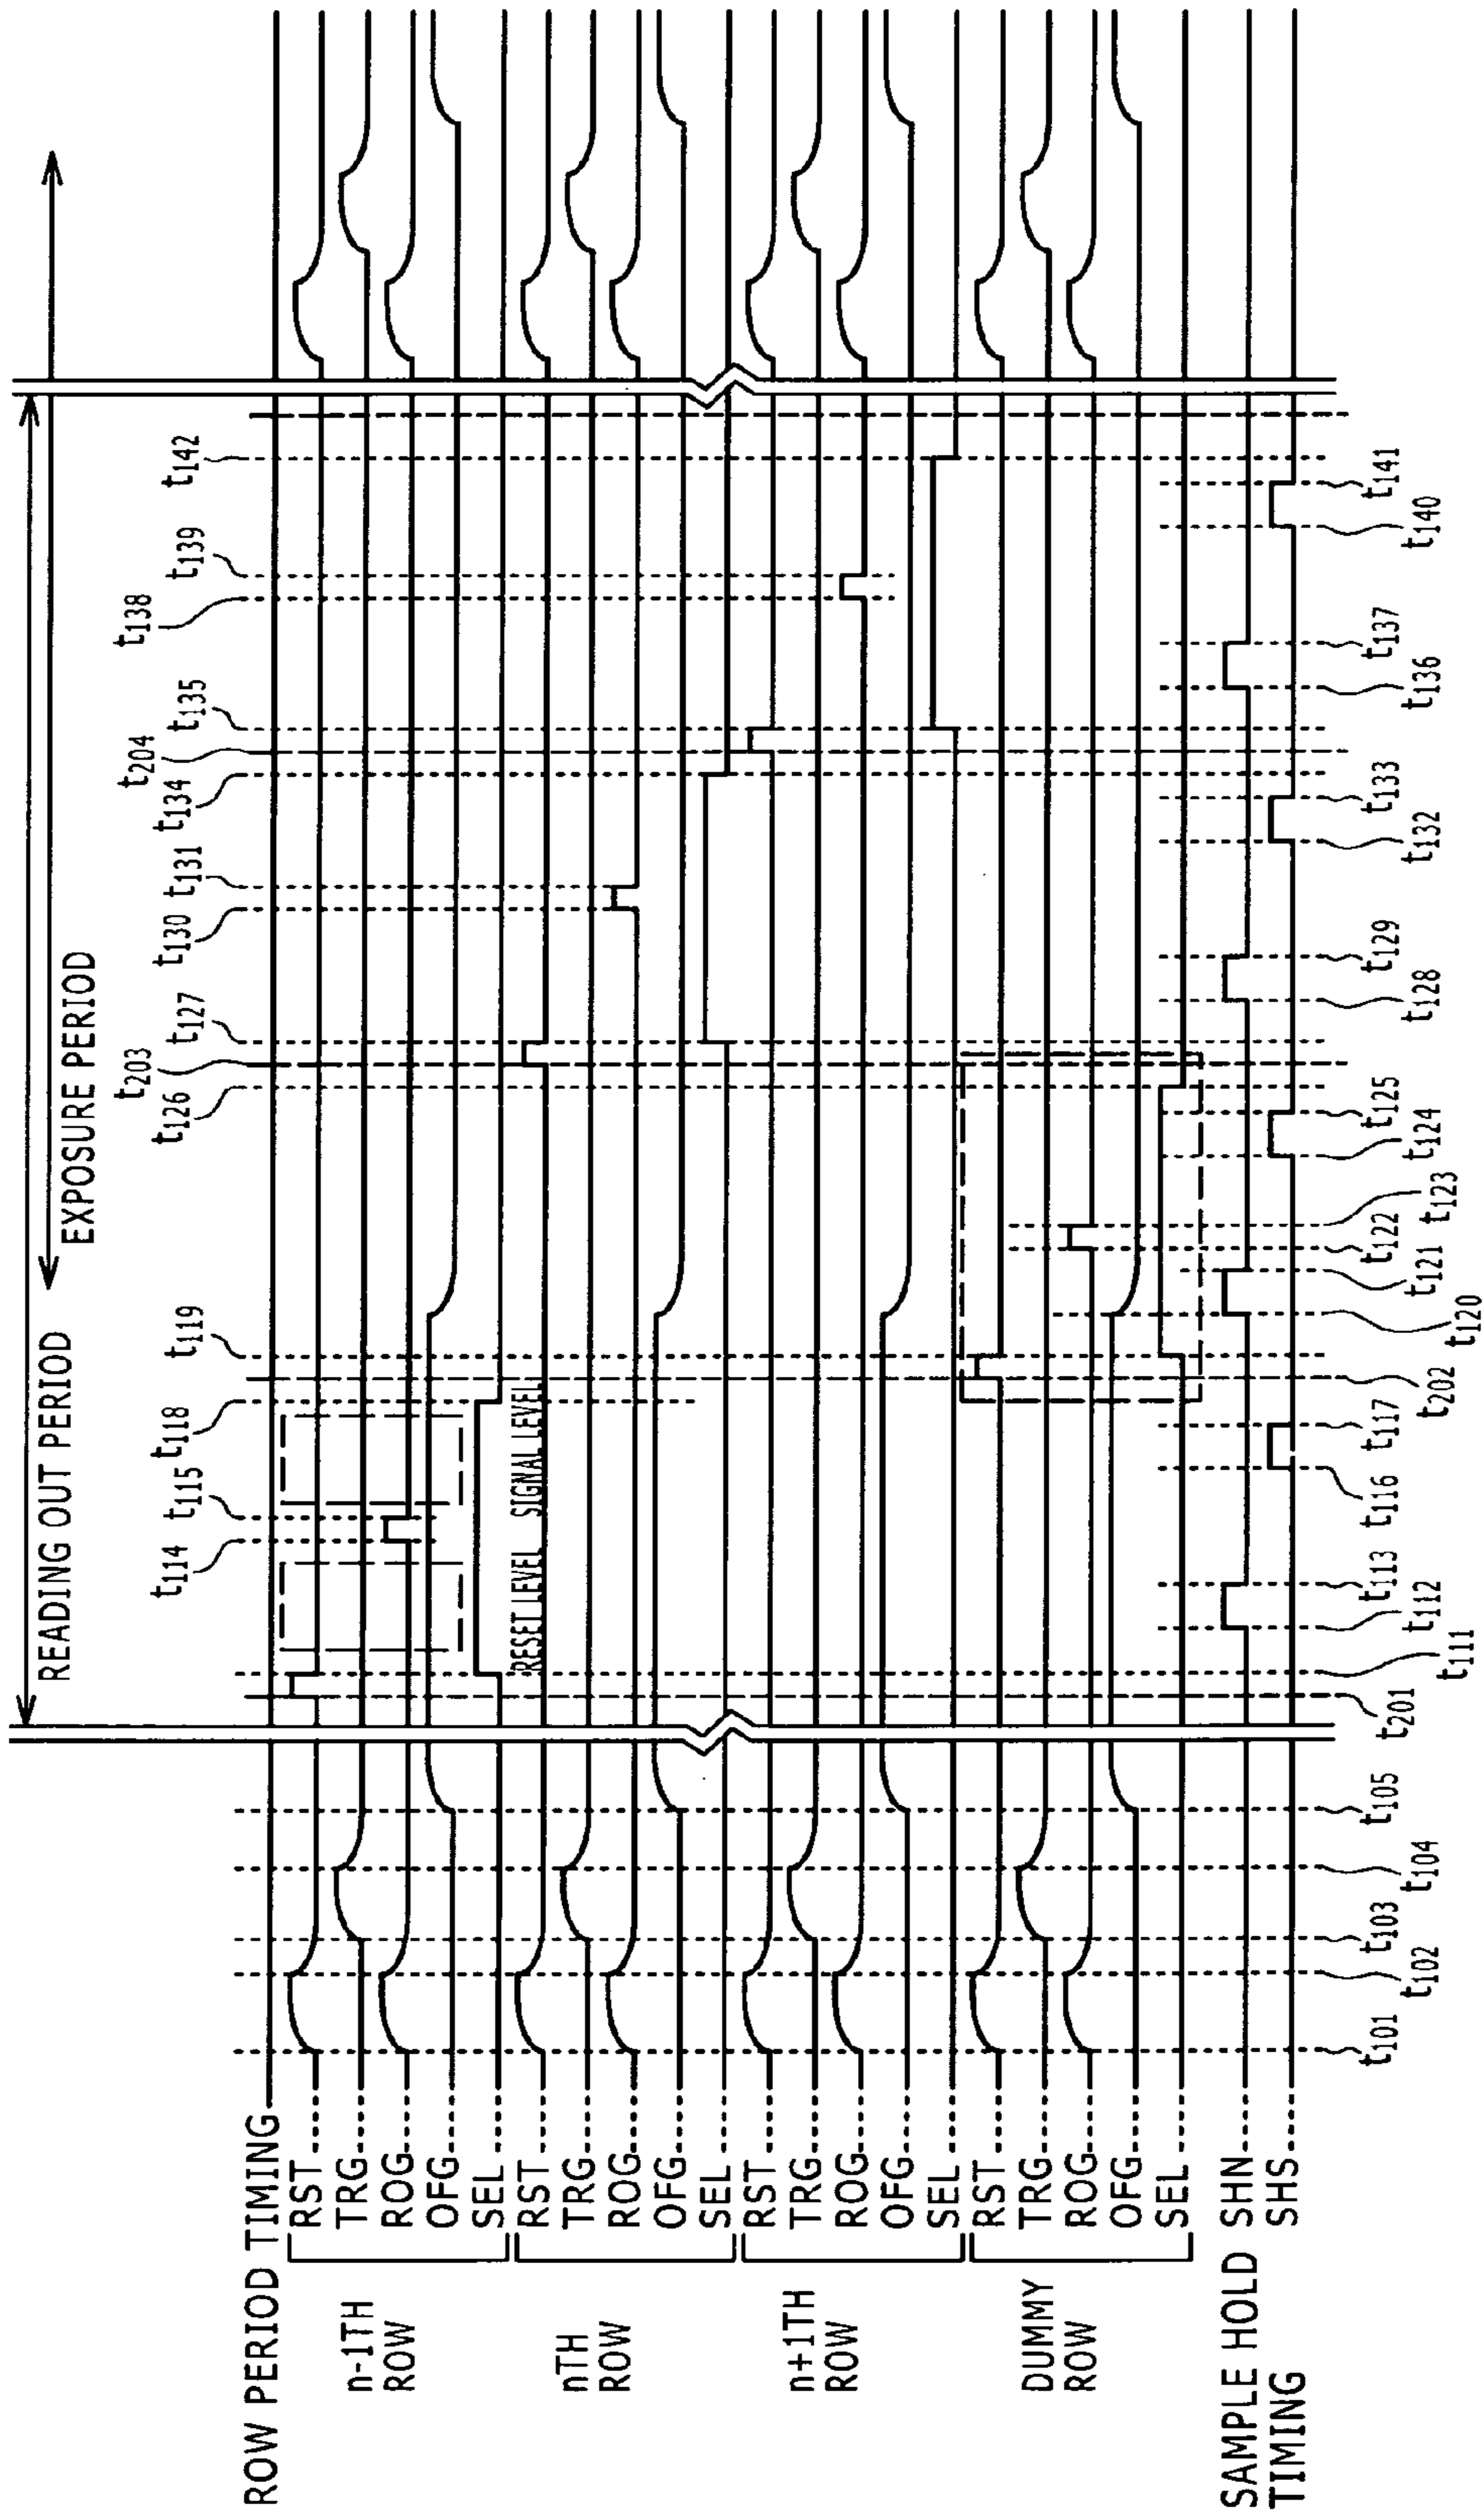 READING OUT PERIOD
EXPOSURE PERIOD
t114
t115
t118
t119
t126
t203
t127
t130
t131
t134
t204
t135
t138
t139
t142
ROW PERIOD TIMING
n-1TH
ROW
RST
TRG
ROG
OFG
SEL
RESET LEVEL
SIGNAL LEVEL
nTH
ROW
RST
TRG
ROG
OFG
SEL
n+1TH
ROW
RST
TRG
ROG
OFG
SEL
DUMMY
ROW
RST
TRG
ROG
OFG
SEL
SAMPLE HOLD
TIMING
SHN
SHS
t101
t102
t103
t104
t105
t201
t111
t112
t113
t116
t117
t202
t120
t121
t122
t123
t124
t125
t128
t129
t132
t133
t136
t137
t140
t141